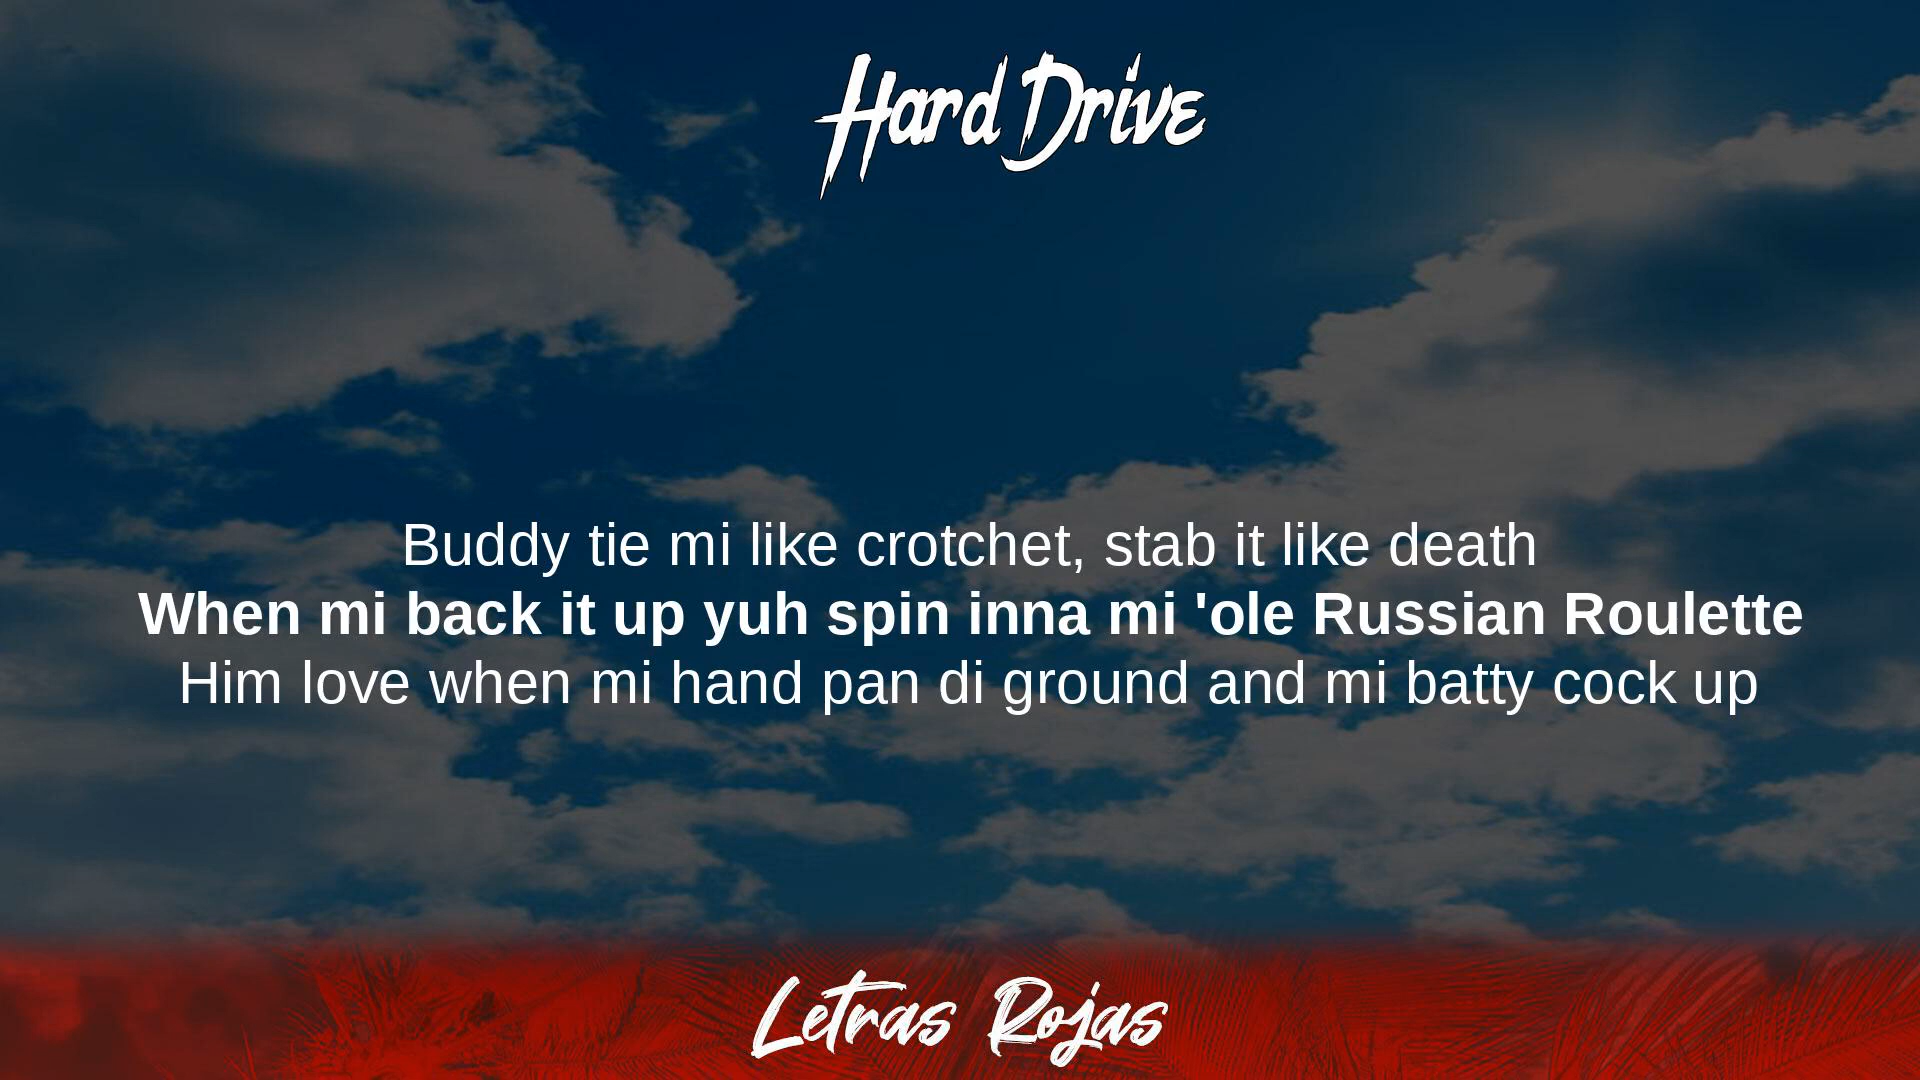 Hard Drive
Buddy tie mi like crotchet, stab it like death
When mi back it up yuh spin inna mi 'ole Russian Roulette
Him love when mi hand pan di ground and mi batty cock up
Letras Rojas